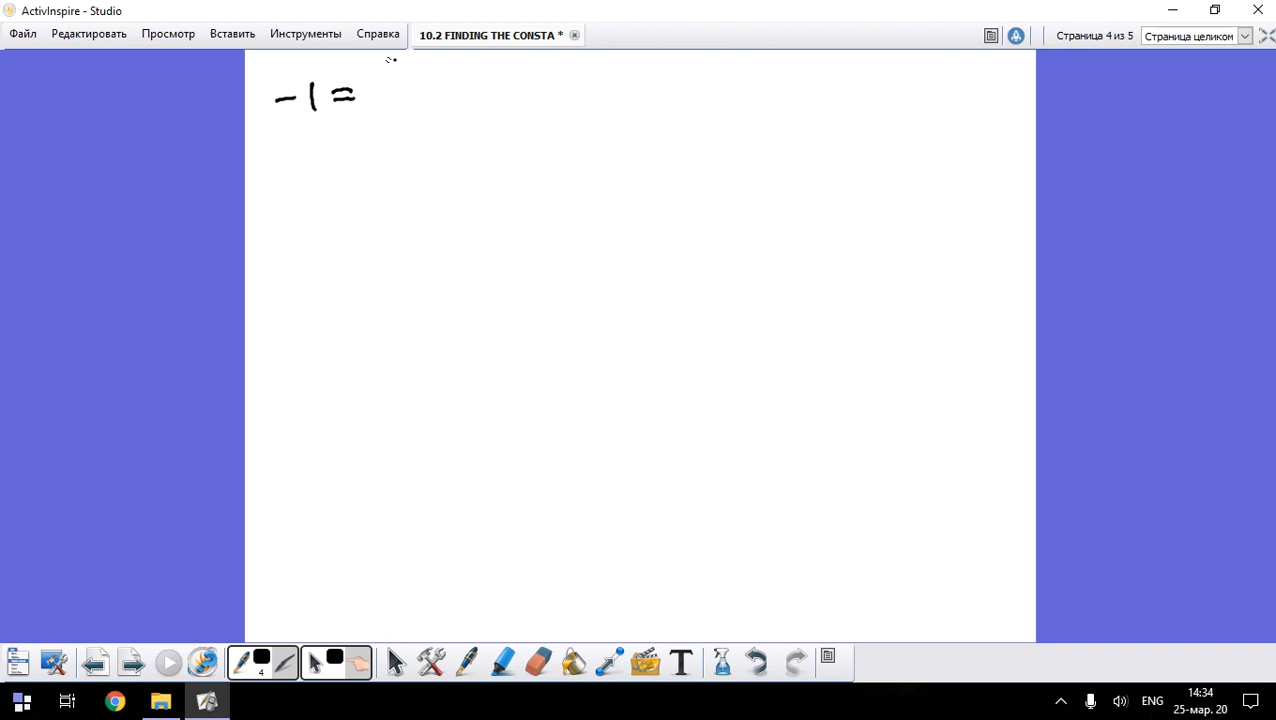 ActivInspire - Studio
Файл Редактировать Просмотр Вставить Инструменты Справка 10.2 FINDING THE CONSTA * Страница 4 из 5 Страница целиком
-1 =
4
T
ENG 14:34
25-мар. 20